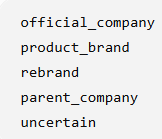 official_company
product_brand
rebrand
parent_company
uncertain